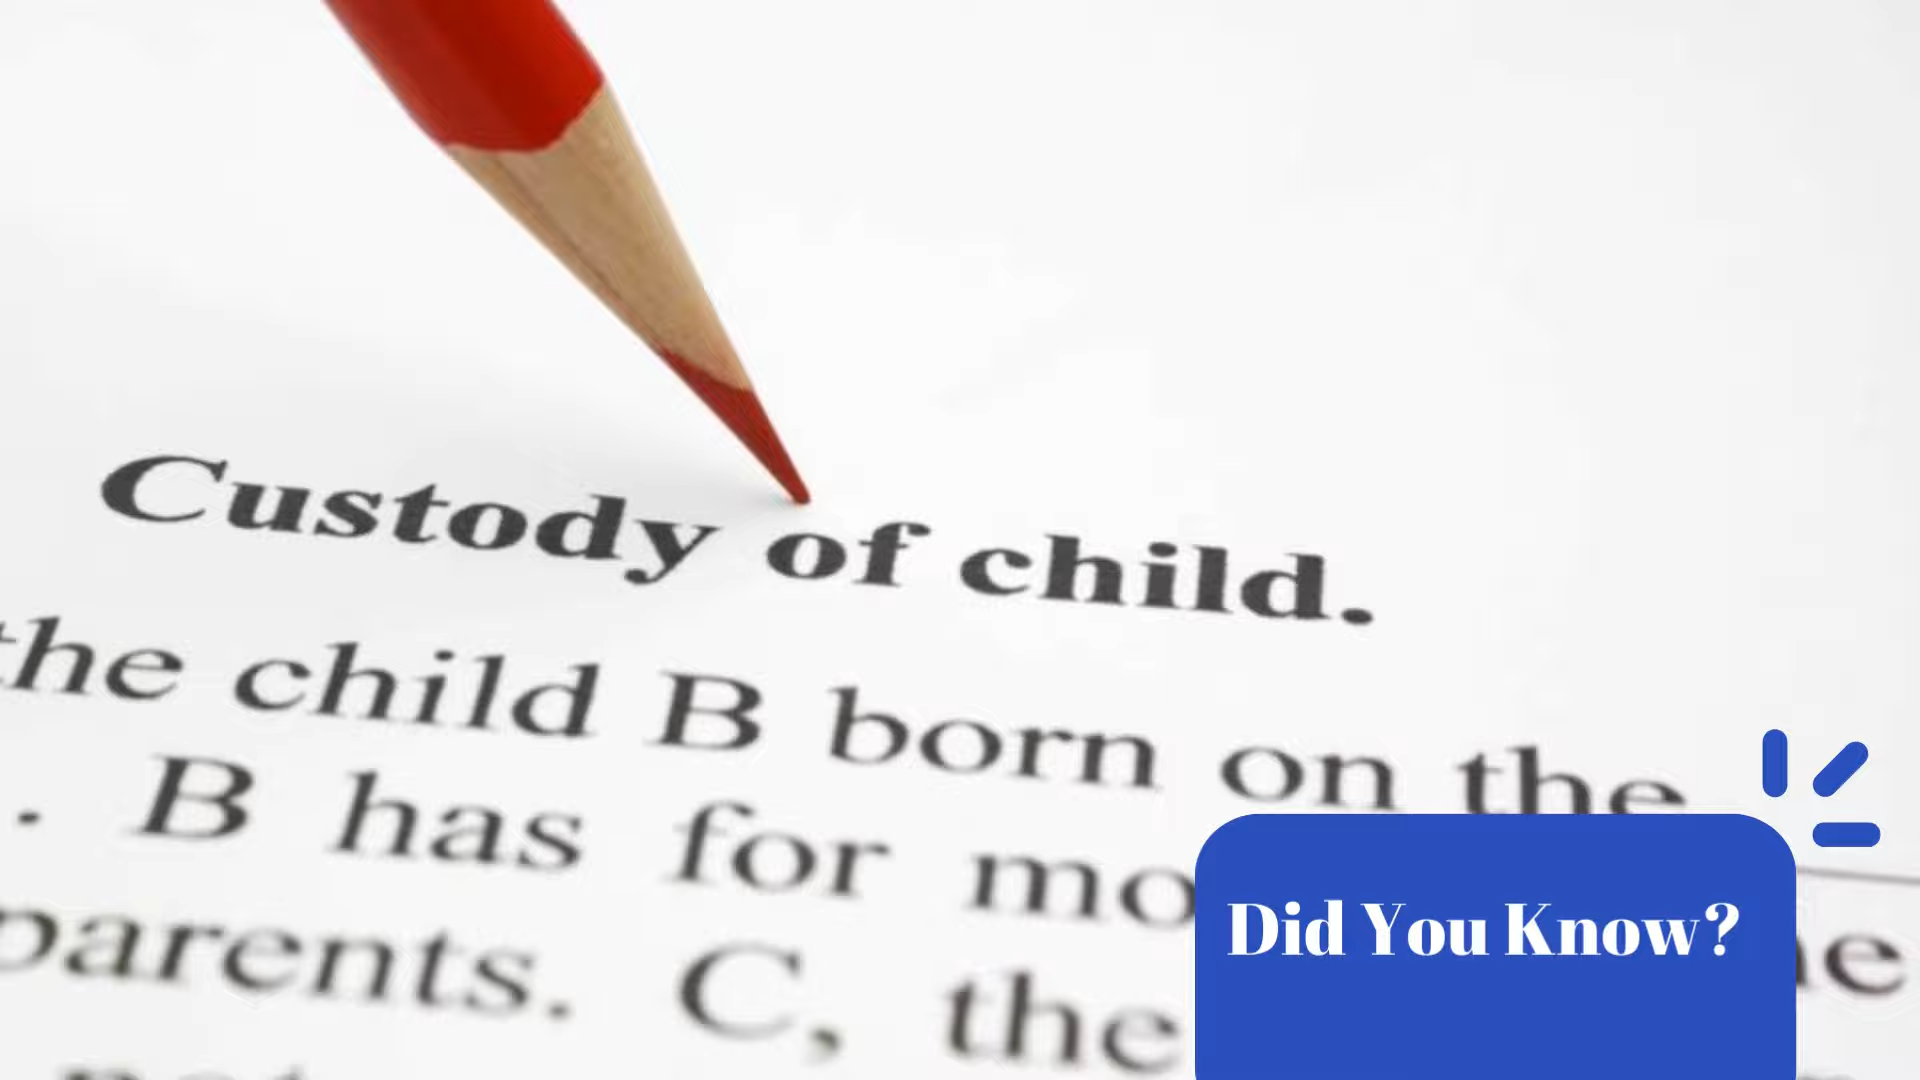 Custody of child.
the child B born on the
. B has for mo
parents. C, the
Did You Know?